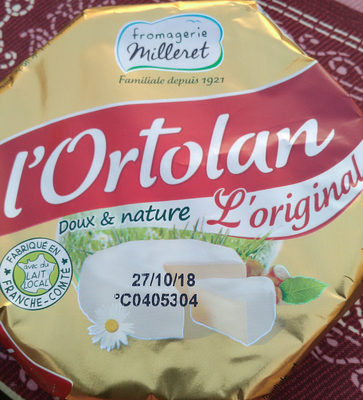 fromagerie
Milleret
Familiale depuis 1921
l'Ortolan
Doux & nature L'original
FABRIQUÉ EN
avec du
LAIT
LOCAL
FRANCHE-COMTÉ
27/10/18
°C0405304